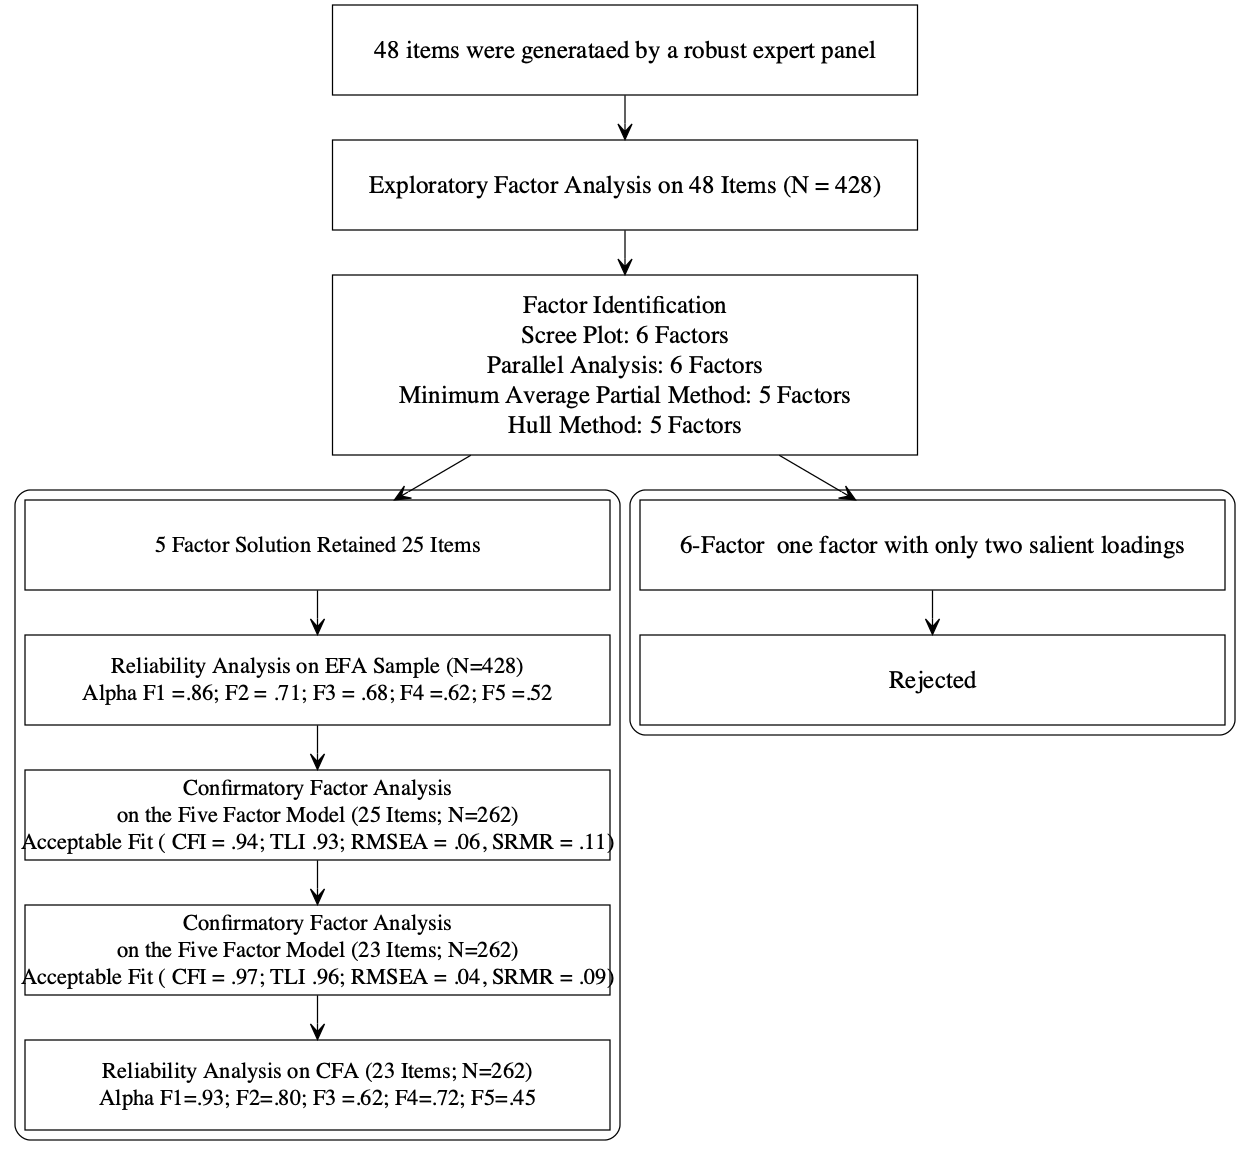 48 items were generataed by a robust expert panel
Exploratory Factor Analysis on 48 Items (N = 428)
Factor Identification
Scree Plot: 6 Factors
Parallel Analysis: 6 Factors
Minimum Average Partial Method: 5 Factors
Hull Method: 5 Factors
5 Factor Solution Retained 25 Items
Reliability Analysis on EFA Sample (N=428)
Alpha F1 =.86; F2 = .71; F3 = .68; F4 =.62; F5 =.52
Confirmatory Factor Analysis
on the Five Factor Model (25 Items; N=262)
Acceptable Fit ( CFI = .94; TLI .93; RMSEA = .06, SRMR = .11)
Confirmatory Factor Analysis
on the Five Factor Model (23 Items; N=262)
Acceptable Fit ( CFI = .97; TLI .96; RMSEA = .04, SRMR = .09)
Reliability Analysis on CFA (23 Items; N=262)
Alpha F1=.93; F2=.80; F3 =.62; F4=.72; F5=.45
6-Factor  one factor with only two salient loadings
Rejected